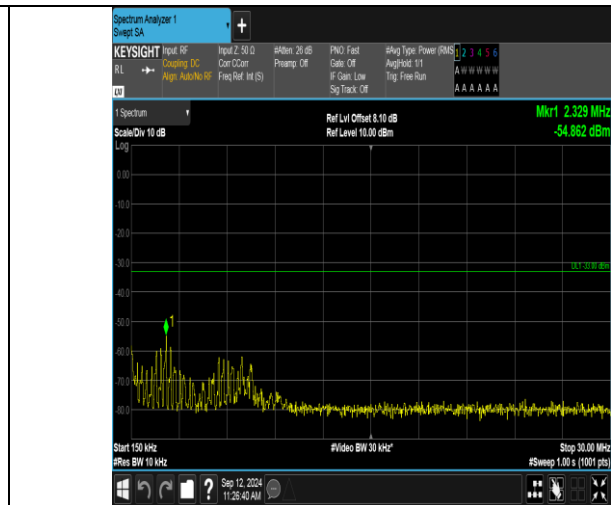 Spectrum Analyzer 1
Swept SA
+
KEYSIGHT Input: RF Input Z: 50 Ω #Atten: 26 dB PNO: Fast #Avg Type: Power (RMS 1 2 3 4 5 6
RL Coupling: DC Corr CCorr Preamp: Off Gate: Off Avg|Hold: 1/1 A W W W W W
Align: Auto/No RF Freq Ref: Int (S) IF Gain: Low Trig: Free Run
LXI Sig Track: Off A A A A A A
1 Spectrum Ref Lvl Offset 8.10 dB Mkr1 2.329 MHz
Scale/Div 10 dB Ref Level 10.00 dBm -54.862 dBm
Log
0.00
-10.0
-20.0
-30.0
DL1 -33.00 dBm
-40.0
-50.0
1
-60.0
-70.0
-80.0
Start 150 kHz #Video BW 30 kHz* Stop 30.00 MHz
#Res BW 10 kHz #Sweep 1.00 s (1001 pts)
? Sep 12, 2024
11:26:40 AM